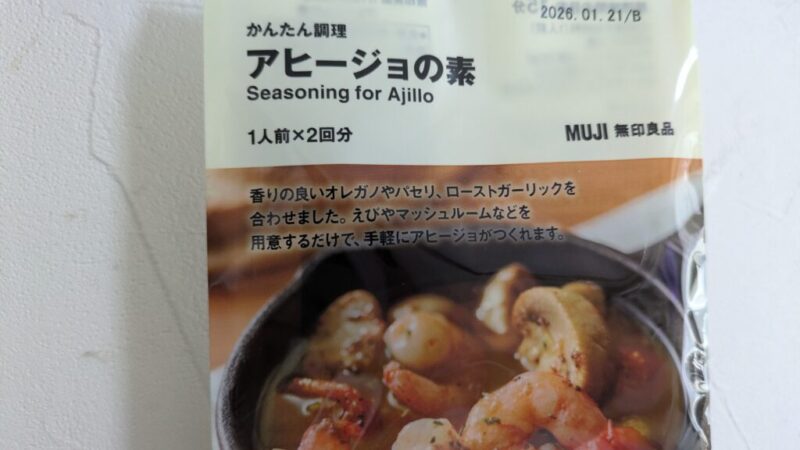 2026.01.21/B
かんたん調理
アヒージョの素
Seasoning for Ajillo
1人前×2回分
MUJI 無印良品
香りの良いオレガノやパセリ、ローストガーリックを
合わせました。えびやマッシュルームなどを
用意するだけで、手軽にアヒージョがつくれます。